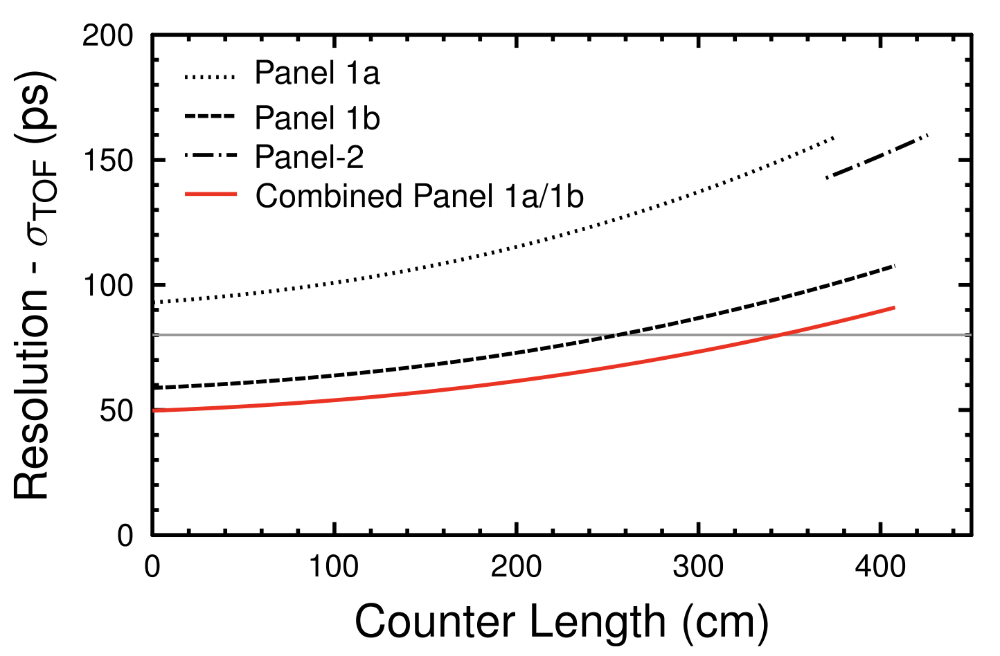 Resolution - σTOF (ps)
200
150
100
50
0
Panel 1a
Panel 1b
Panel-2
Combined Panel 1a/1b
0 100 200 300 400
Counter Length (cm)